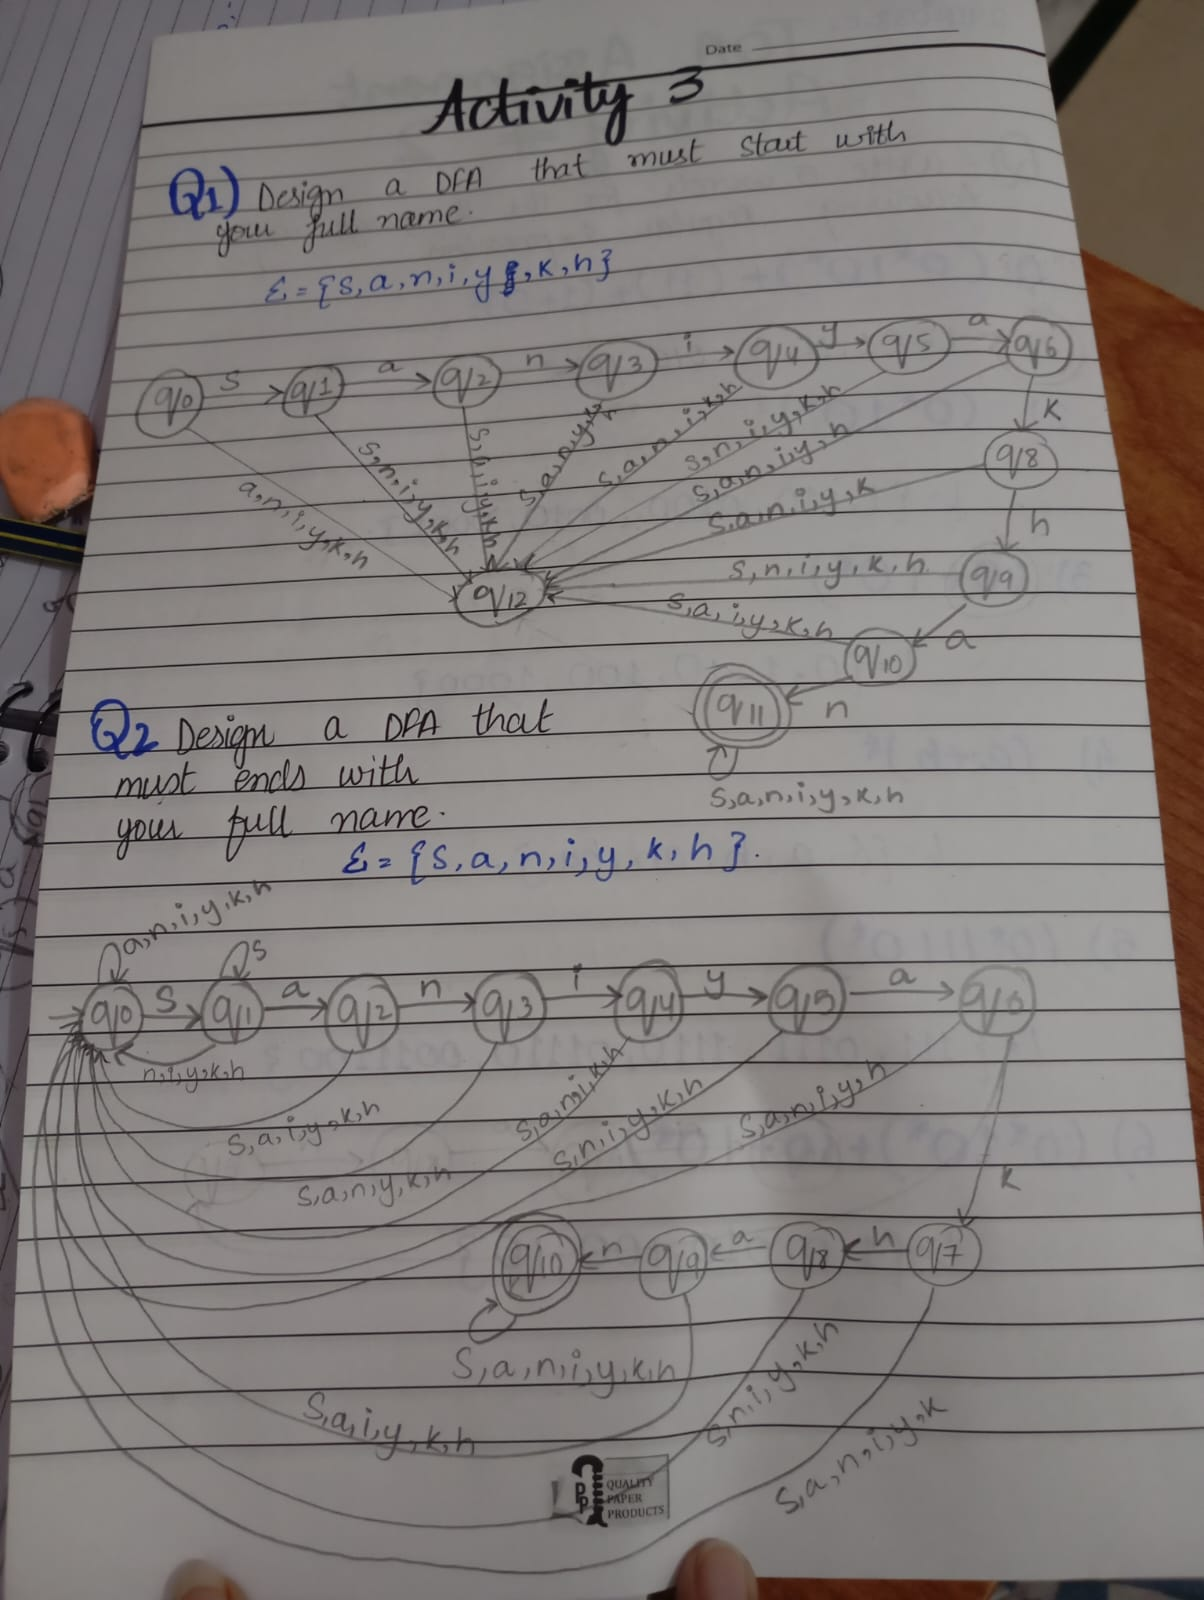 Date
Activity 3
Q1) Design a DFA that must start with
your full name.
Ɛ = {s, a, n, i, y, k, h}
q0 s q1 a q2 n q3 i q4 y q5 a q6
k
q8
h
q9
a
q10
n
q11
s,a,n,i,y,k,h
q12
a,n,i,y,k,h
s,n,i,y,k,h
s,a,i,y,k,h
s,a,n,y,k,h
s,a,n,i,k,h
s,n,i,y,k,h
s,a,n,i,y,h
s,a,n,i,y,k
s,n,i,y,k,h
s,a,i,y,k,h
Q2 Design a DFA that
must ends with
your full name.
Ɛ = {s, a, n, i, y, k, h}.
a,n,i,y,k,h
s
q0 s q1 a q2 n q3 i q4 y q5 a q6
n,i,y,k,h
s,a,i,y,k,h
s,a,n,y,k,h
s,a,n,i,k,h
s,n,i,y,k,h
s,a,n,i,y,h
k
q10 n q9 a q8 h q7
s,a,n,i,y,k,h
s,a,i,y,k,h
s,n,i,y,k,h
s,a,n,i,y,k
QUALITY
PAPER
PRODUCTS